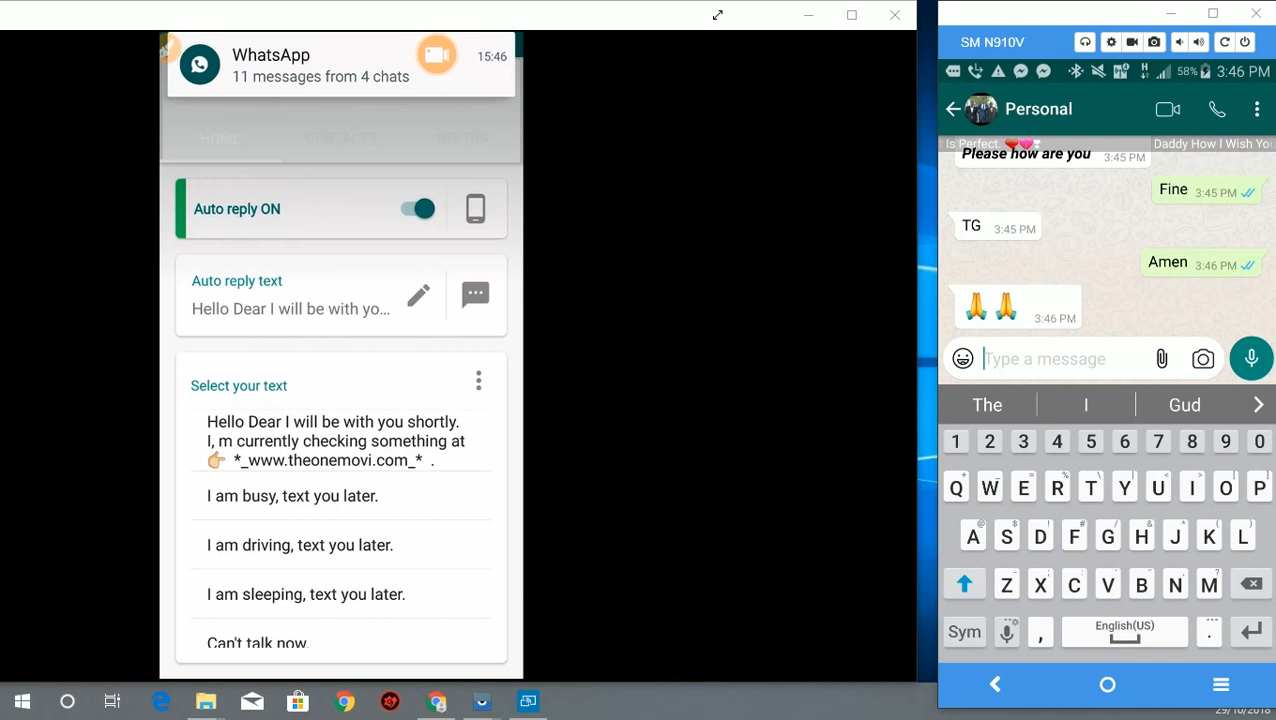 WhatsApp
15:46
11 messages from 4 chats
HOME CONTACTS STATUS
Auto reply ON
Auto reply text
Hello Dear I will be with yo...
Select your text
Hello Dear I will be with you shortly.
I, m currently checking something at
👉 *_www.theonemovi.com_* .
I am busy, text you later.
I am driving, text you later.
I am sleeping, text you later.
Can't talk now.
SM N910V
58% 3:46 PM
Personal
Is Perfect ❤️💕 Daddy How I Wish You
Please how are you 3:45 PM
Fine 3:45 PM
TG 3:45 PM
Amen 3:46 PM
🙏 🙏 3:46 PM
Type a message
The I Gud
1 2 3 4 5 6 7 8 9 0
Q W E R T Y U I O P
A S D F G H J K L
Z X C V B N M
Sym , English(US) .
29/10/2018